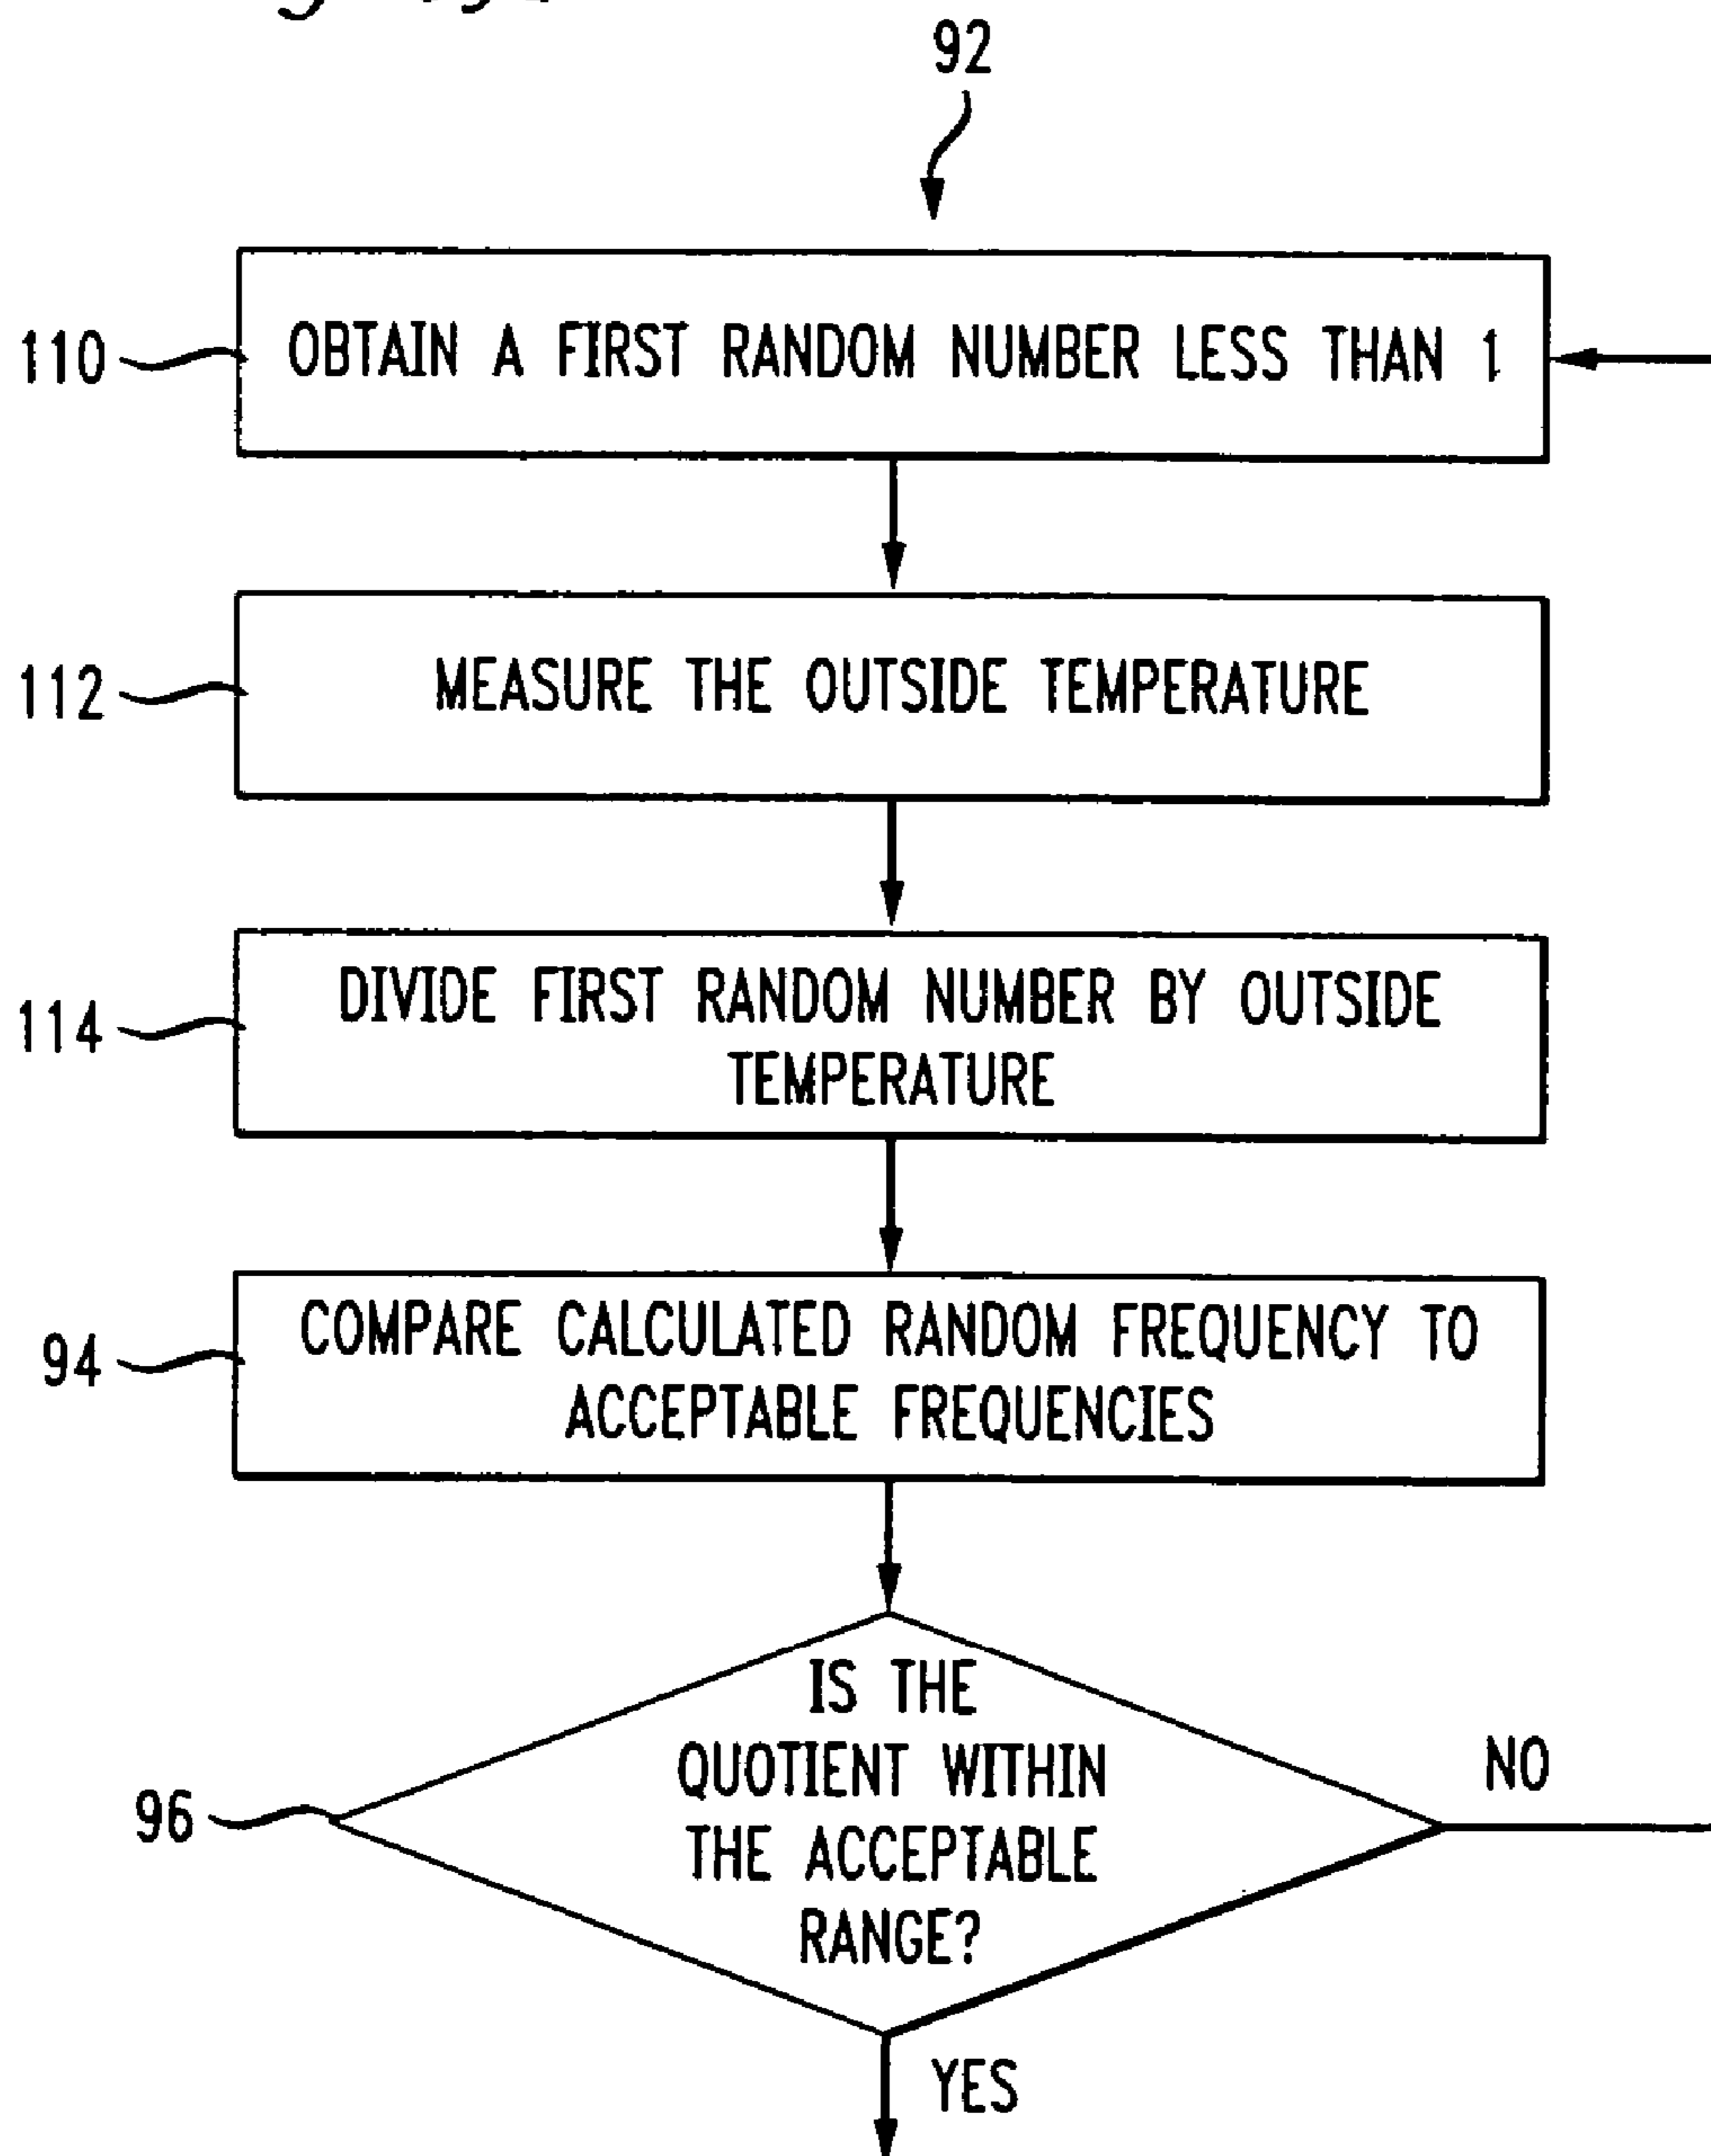 92
110
OBTAIN A FIRST RANDOM NUMBER LESS THAN 1
112
MEASURE THE OUTSIDE TEMPERATURE
114
DIVIDE FIRST RANDOM NUMBER BY OUTSIDE
TEMPERATURE
94
COMPARE CALCULATED RANDOM FREQUENCY TO
ACCEPTABLE FREQUENCIES
96
IS THE
QUOTIENT WITHIN
THE ACCEPTABLE
RANGE?
NO
YES